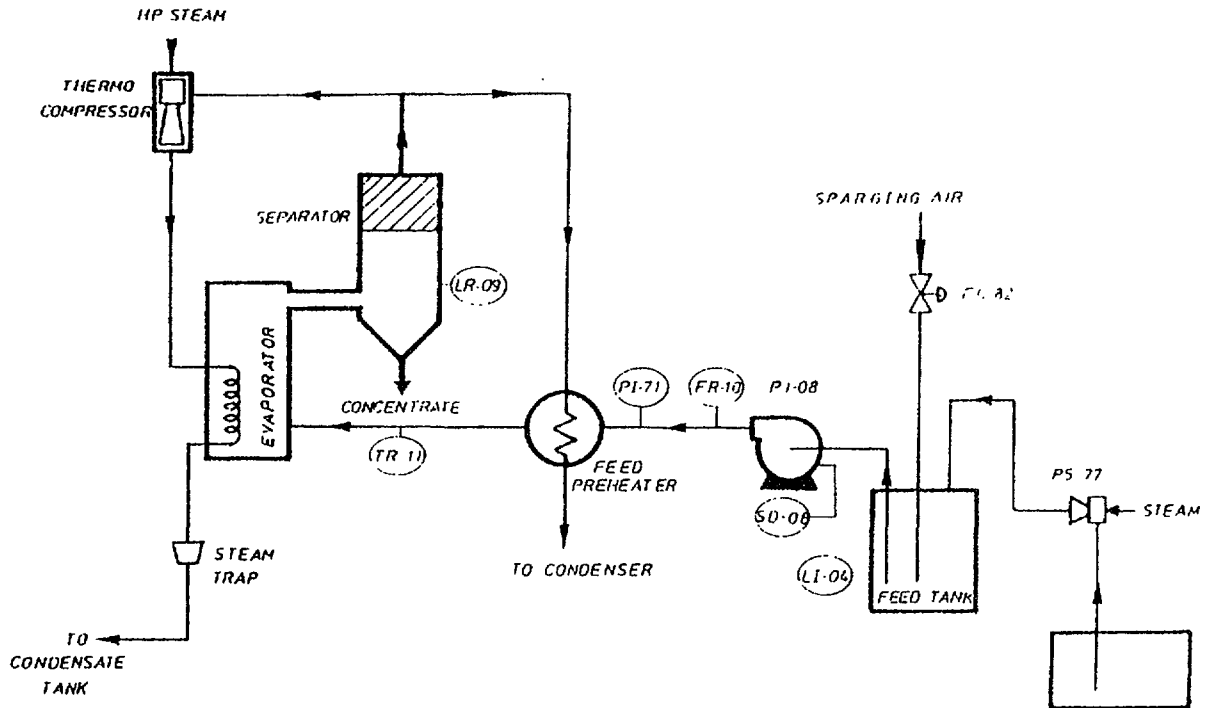 HP STEAM
THERMO
COMPRESSOR
SEPARATOR
SPARGING AIR
LR-09
EVAPORATOR
CONCENTRATE
PI-71
FR-10
P1-08
TR-11
FEED
PREHEATER
PS 77
STEAM
SD-08
STEAM
TRAP
TO CONDENSER
LI-04
FEED TANK
TO
CONDENSATE
TANK